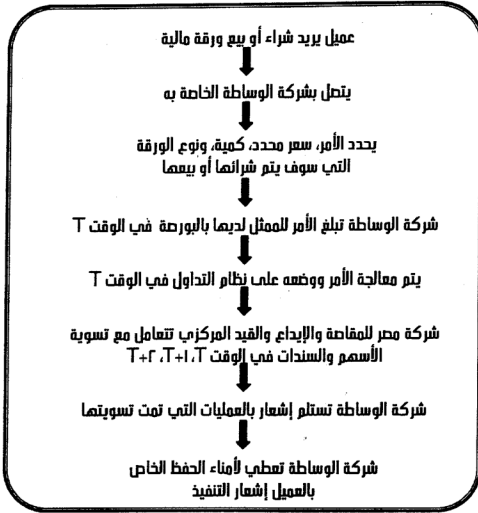 عميل يريد شراء أو بيع ورقة مالية
يتصل بشركة الوساطة الخاصة به
يحدد الأمر، سعر محدد، كمية، ونوع الورقة
التي سوف يتم شرائها أو بيعها
شركة الوساطة تبلغ الأمر للممثل لديها بالبورصة في الوقت T
يتم معالجة الأمر ووضعه على نظام التداول في الوقت T
شركة مصر للمقاصة والإيداع والقيد المركزي تتعامل مع تسوية
الأسهم والسندات في الوقت T، T+١، T+٢
شركة الوساطة تستلم إشعار بالعمليات التي تمت تسويتها
شركة الوساطة تعطي لأمناء الحفظ الخاص
بالعميل إشعار التنفيذ